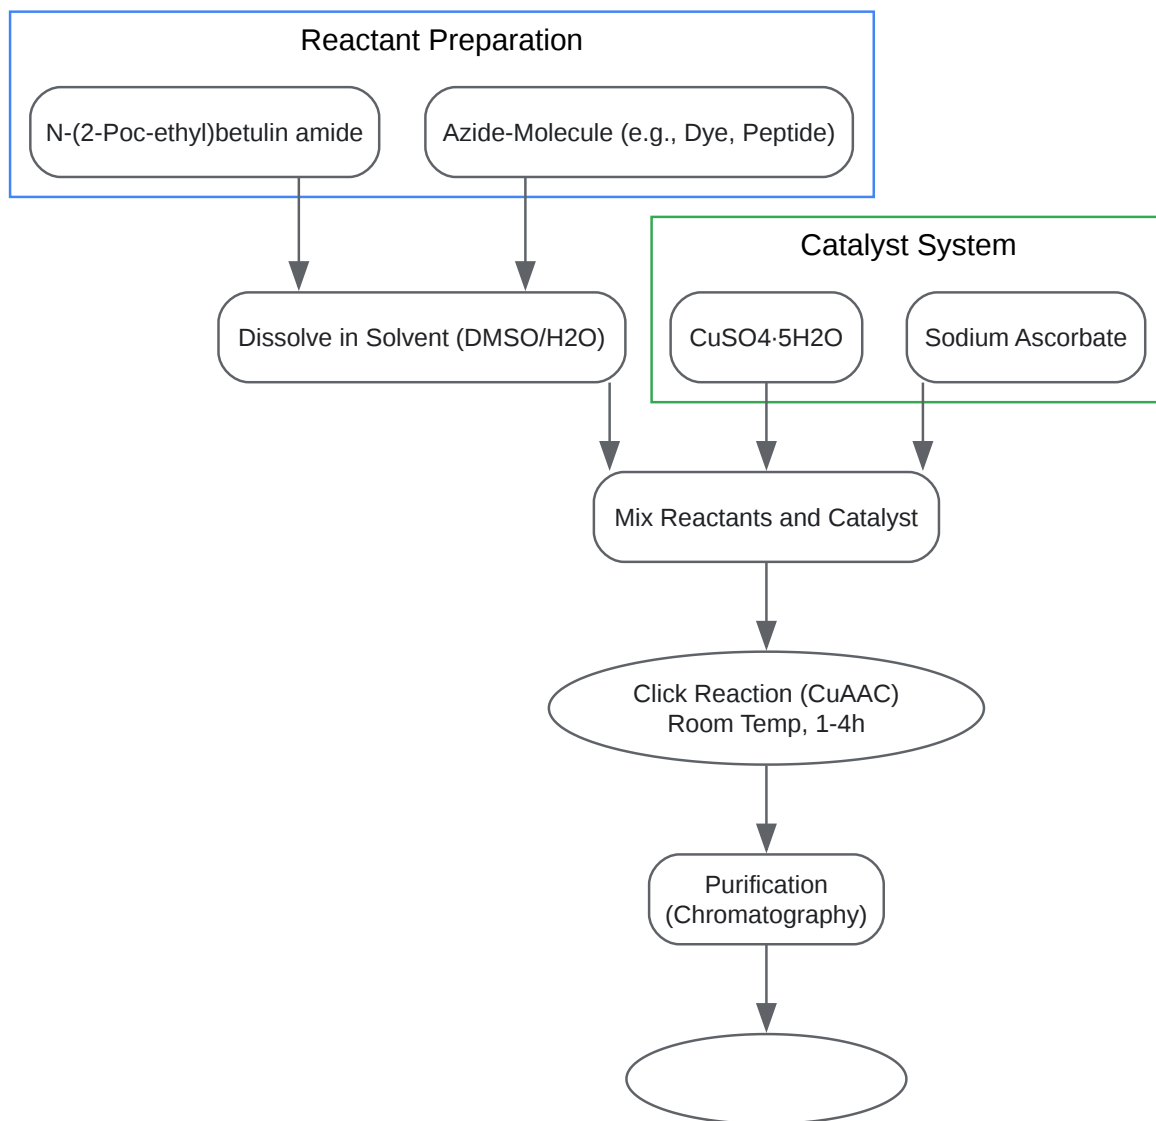 Reactant Preparation
N-(2-Poc-ethyl)betulin amide
Azide-Molecule (e.g., Dye, Peptide)
Catalyst System
Dissolve in Solvent (DMSO/H2O)
CuSO4·5H2O
Sodium Ascorbate
Mix Reactants and Catalyst
Click Reaction (CuAAC)
Room Temp, 1-4h
Purification
(Chromatography)